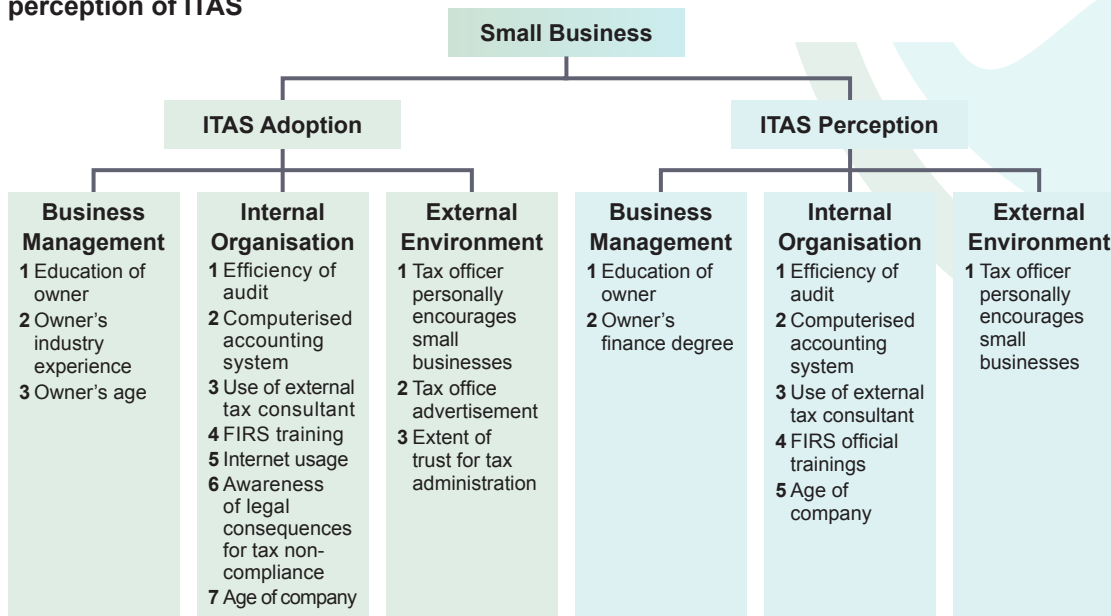 perception of ITAS
Small Business
ITAS Adoption
ITAS Perception
Business
Management
1 Education of
owner
2 Owner's
industry
experience
3 Owner's age
Internal
Organisation
1 Efficiency of
audit
2 Computerised
accounting
system
3 Use of external
tax consultant
4 FIRS training
5 Internet usage
6 Awareness
of legal
consequences
for tax non-
compliance
7 Age of company
External
Environment
1 Tax officer
personally
encourages
small
businesses
2 Tax office
advertisement
3 Extent of
trust for tax
administration
Business
Management
1 Education of
owner
2 Owner's
finance degree
Internal
Organisation
1 Efficiency of
audit
2 Computerised
accounting
system
3 Use of external
tax consultant
4 FIRS official
trainings
5 Age of
company
External
Environment
1 Tax officer
personally
encourages
small
businesses